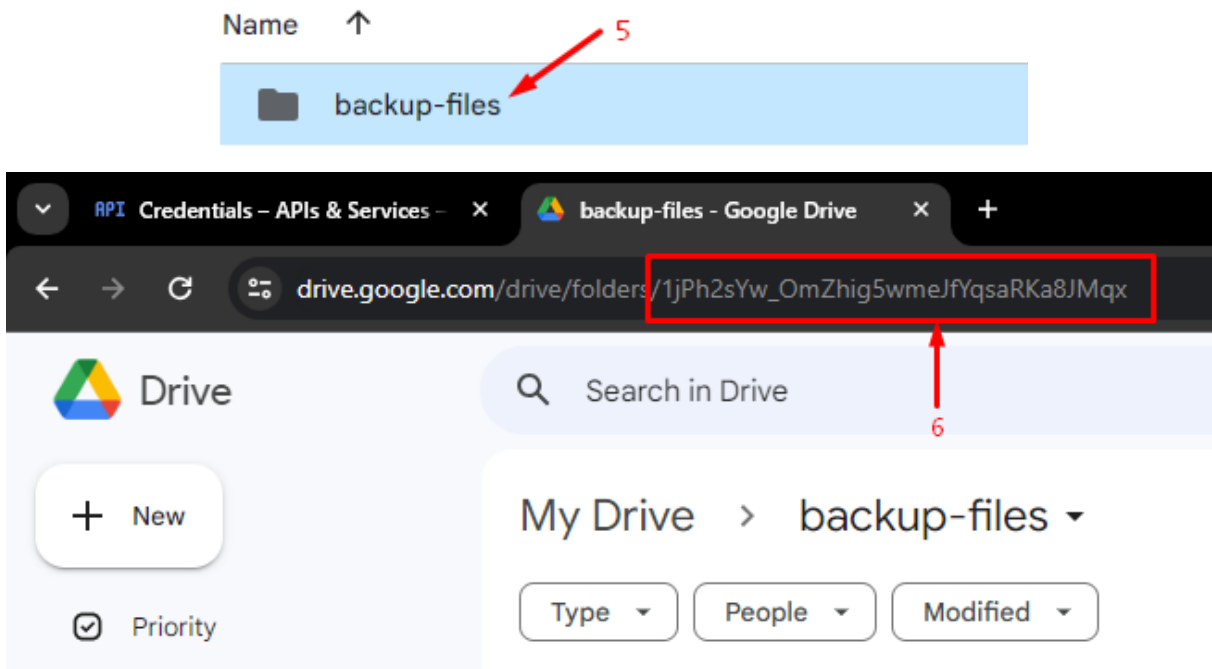 Name ↑
5
backup-files
API Credentials – APIs & Services – × backup-files - Google Drive × +
drive.google.com/drive/folders/1jPh2sYw_OmZhig5wmeJfYqsaRKa8JMqx
Drive Search in Drive
6
New My Drive > backup-files
Type People Modified
Priority